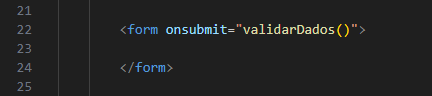 21
22 <form onsubmit="validarDados()">
23
24 </form>
25